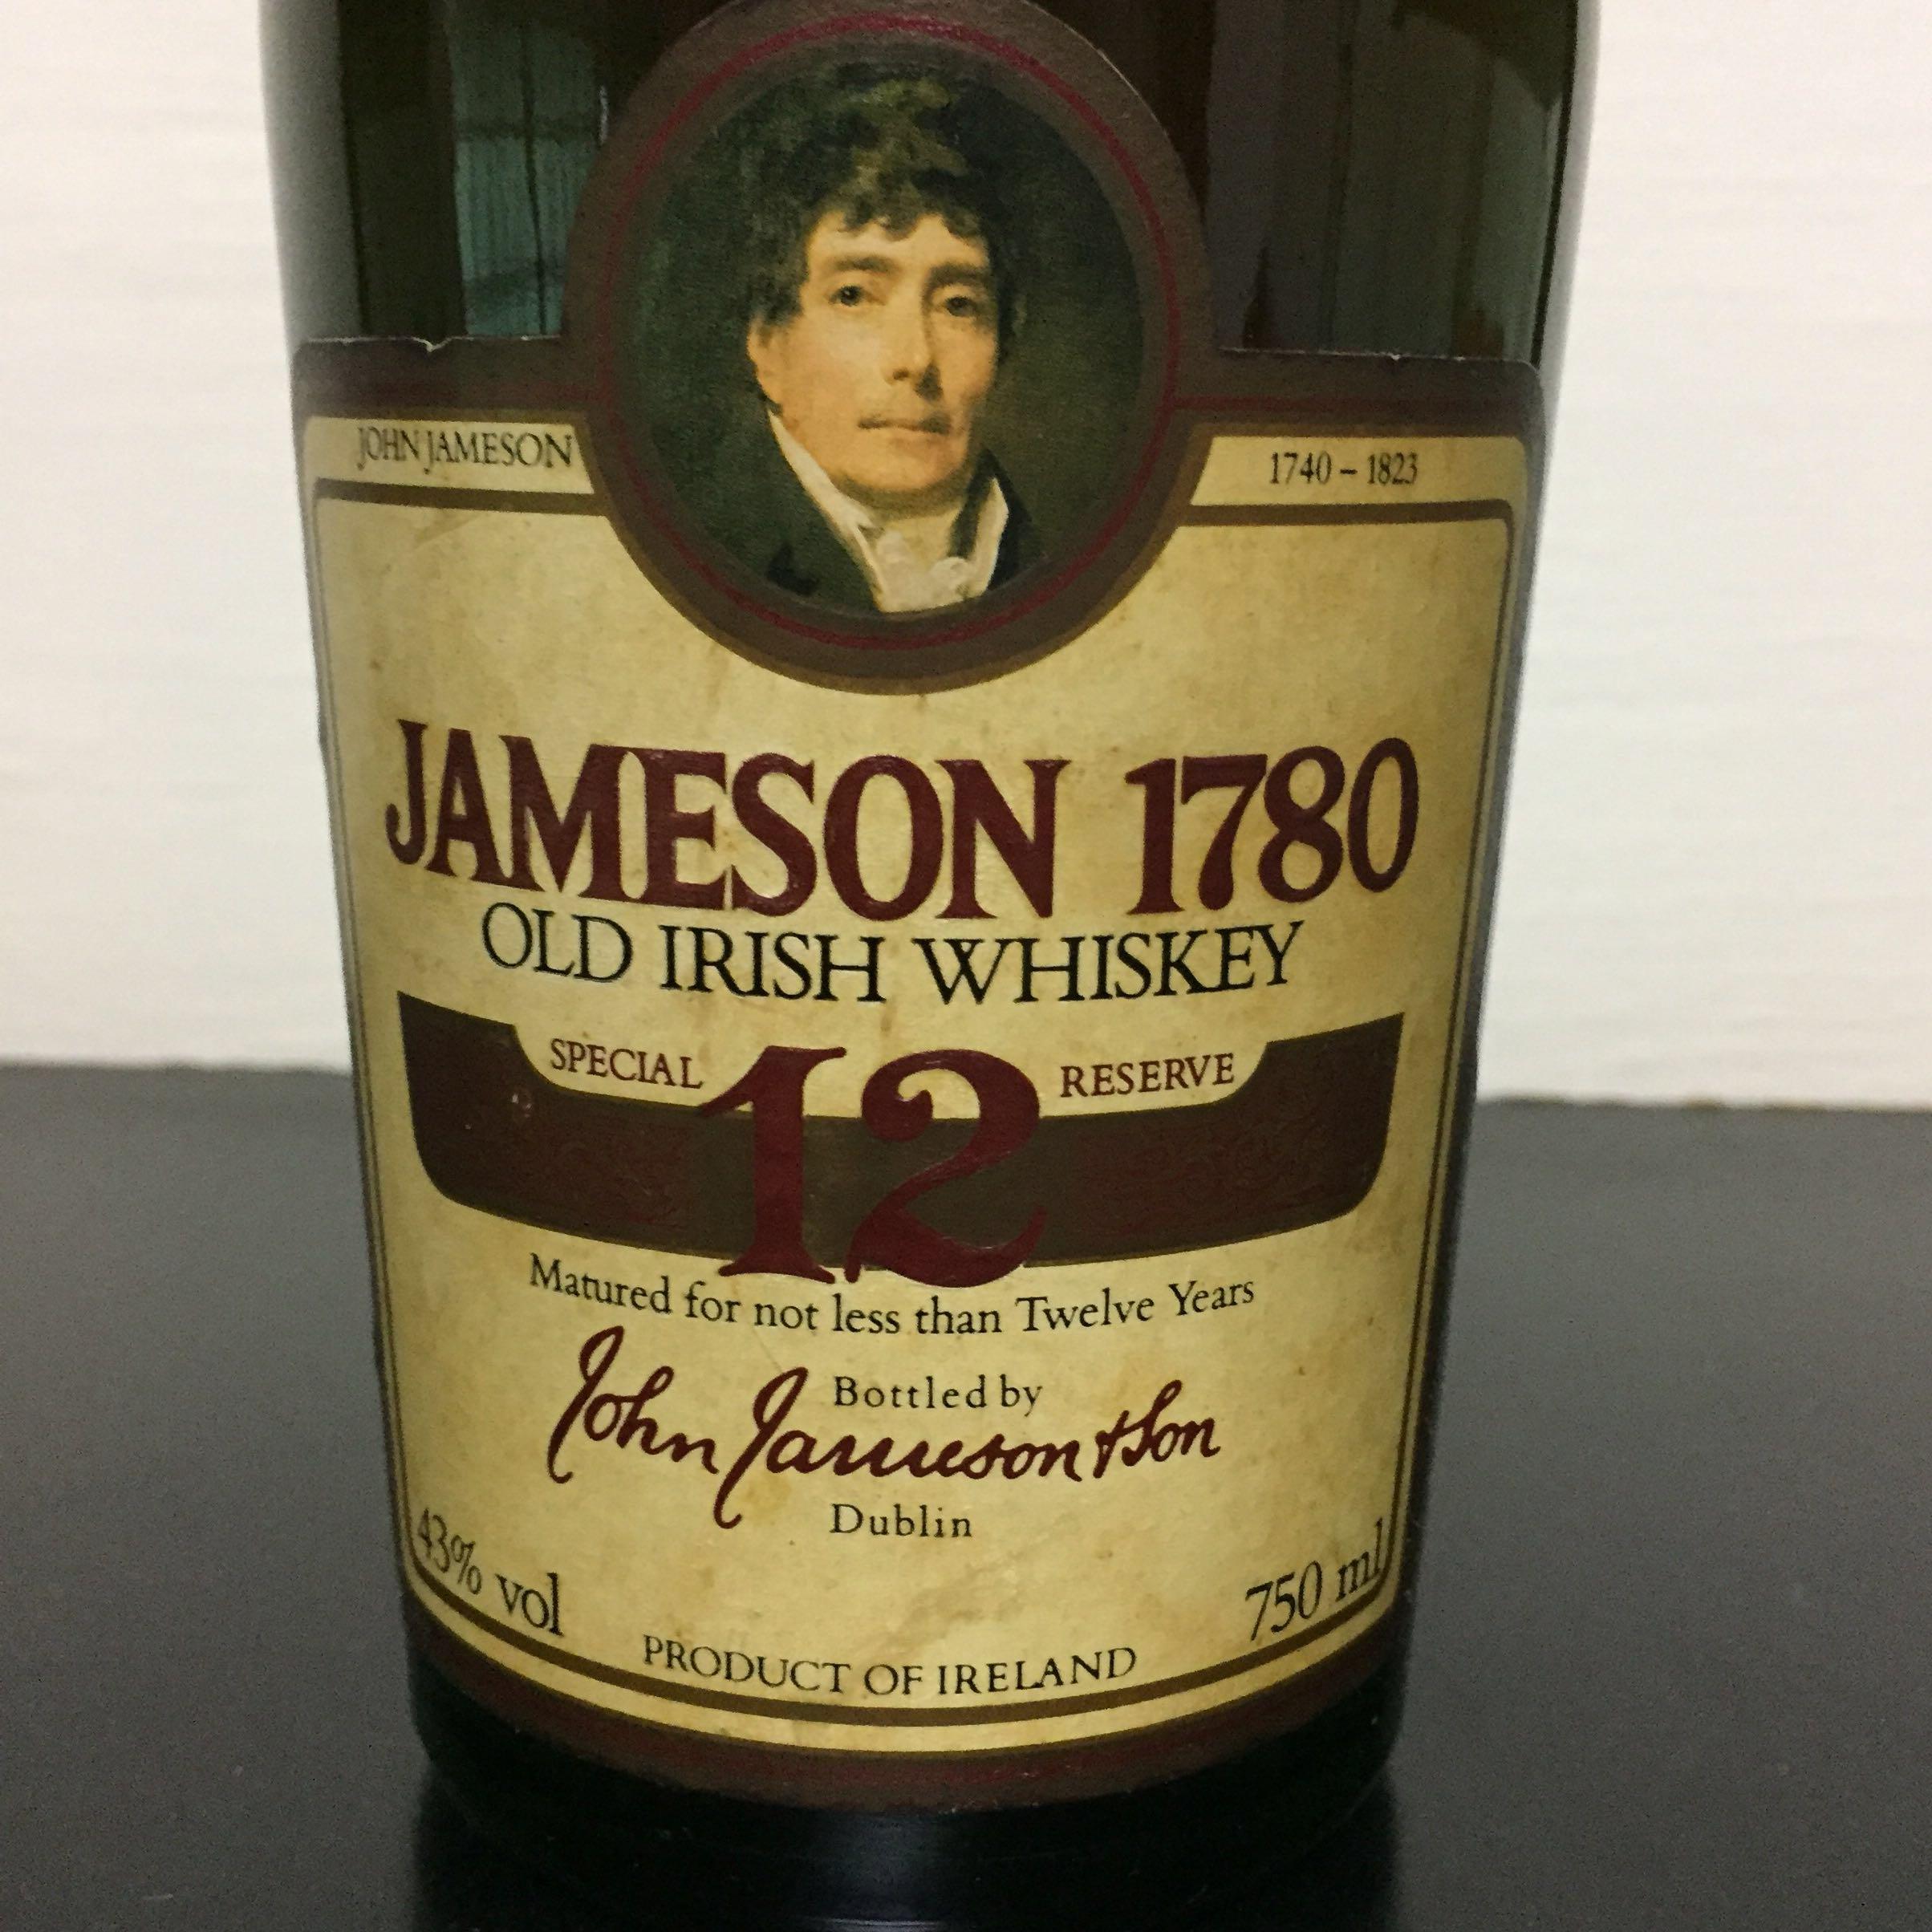 JOHN JAMESON
1740 – 1823
JAMESON 1780
OLD IRISH WHISKEY
SPECIAL 12 RESERVE
Matured for not less than Twelve Years
Bottled by
John Jameson & Son
Dublin
43% vol
750 ml
PRODUCT OF IRELAND